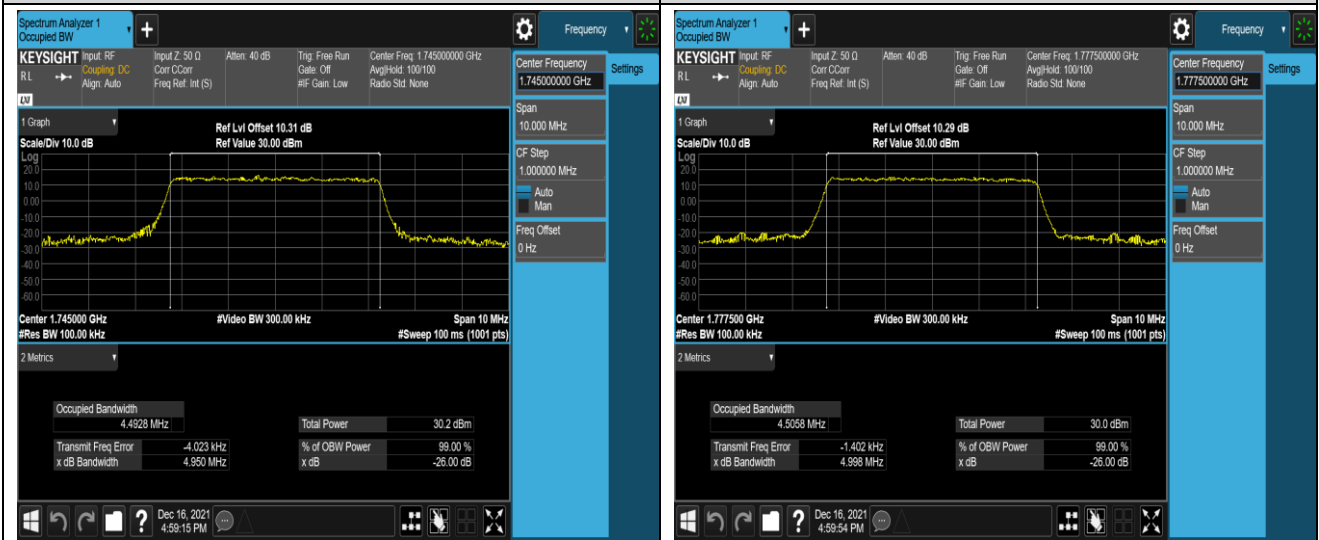 Spectrum Analyzer 1
Occupied BW
+
Frequency
KEYSIGHT Input: RF Input Z: 50 Ω Atten: 40 dB Trig: Free Run Center Freq: 1.745000000 GHz
Coupling: DC Corr CCorr Gate: Off Avg|Hold: 100/100
R L Align: Auto Freq Ref: Int (S) #IF Gain: Low Radio Std: None
LXI
Center Frequency
1.745000000 GHz
Settings
Span
10.000 MHz
CF Step
1.000000 MHz
Auto
Man
Freq Offset
0 Hz
1 Graph
Ref Lvl Offset 10.31 dB
Scale/Div 10.0 dB Ref Value 30.00 dBm
Log
20.0
10.0
0.00
-10.0
-20.0
-30.0
-40.0
-50.0
-60.0
Center 1.745000 GHz #Video BW 300.00 kHz Span 10 MHz
#Res BW 100.00 kHz #Sweep 100 ms (1001 pts)
2 Metrics
Occupied Bandwidth
4.4928 MHz Total Power 30.2 dBm
Transmit Freq Error -4.023 kHz % of OBW Power 99.00 %
x dB Bandwidth 4.950 MHz x dB -26.00 dB
? Dec 16, 2021
4:59:15 PM
Spectrum Analyzer 1
Occupied BW
+
Frequency
KEYSIGHT Input: RF Input Z: 50 Ω Atten: 40 dB Trig: Free Run Center Freq: 1.777500000 GHz
Coupling: DC Corr CCorr Gate: Off Avg|Hold: 100/100
R L Align: Auto Freq Ref: Int (S) #IF Gain: Low Radio Std: None
LXI
Center Frequency
1.777500000 GHz
Settings
Span
10.000 MHz
CF Step
1.000000 MHz
Auto
Man
Freq Offset
0 Hz
1 Graph
Ref Lvl Offset 10.29 dB
Scale/Div 10.0 dB Ref Value 30.00 dBm
Log
20.0
10.0
0.00
-10.0
-20.0
-30.0
-40.0
-50.0
-60.0
Center 1.777500 GHz #Video BW 300.00 kHz Span 10 MHz
#Res BW 100.00 kHz #Sweep 100 ms (1001 pts)
2 Metrics
Occupied Bandwidth
4.5058 MHz Total Power 30.0 dBm
Transmit Freq Error -1.402 kHz % of OBW Power 99.00 %
x dB Bandwidth 4.998 MHz x dB -26.00 dB
? Dec 16, 2021
4:59:54 PM